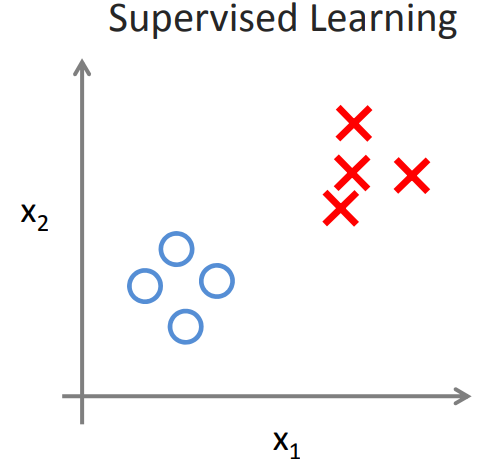 Supervised Learning
x₂
x₁